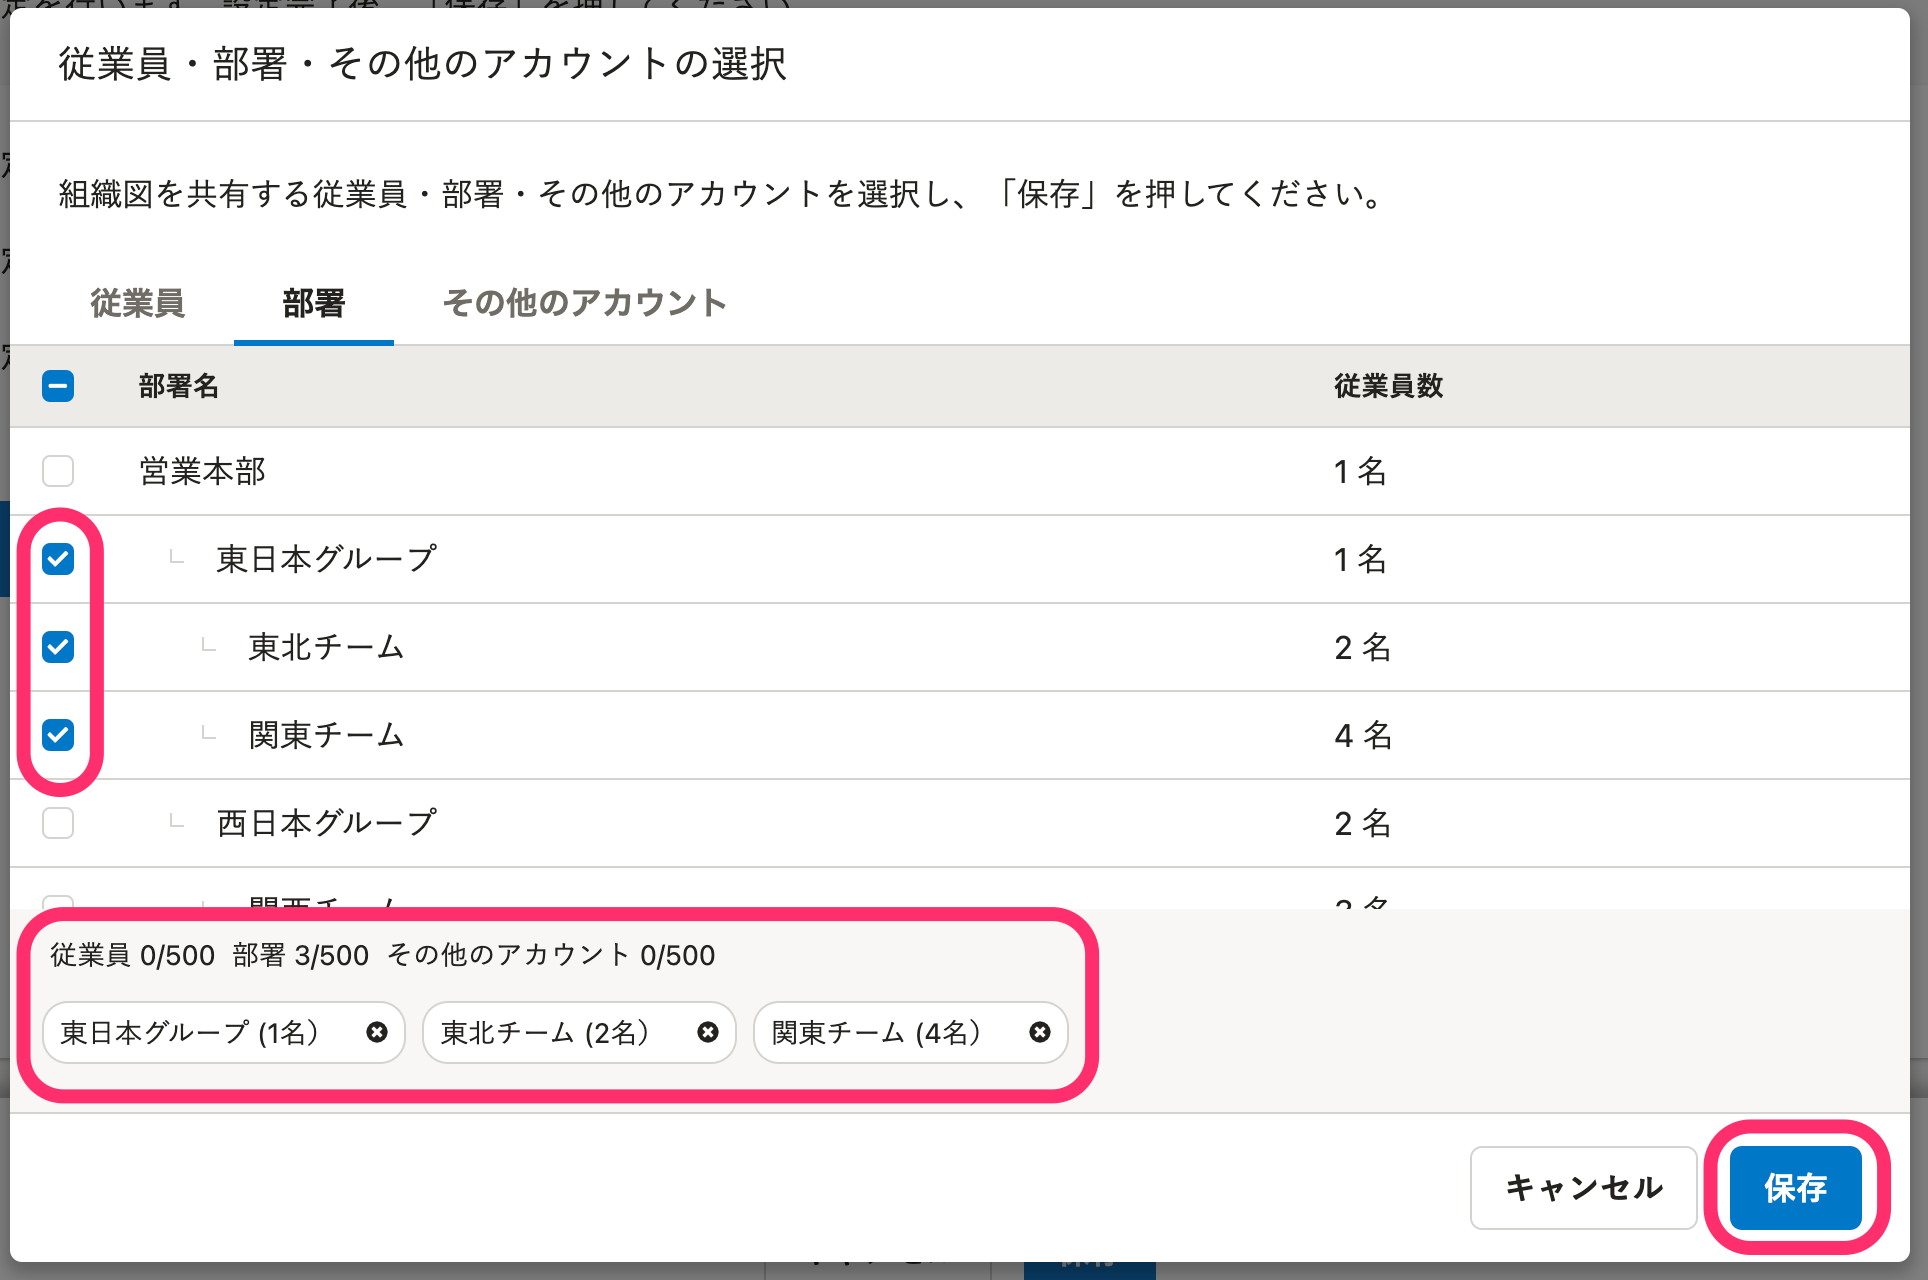 従業員・部署・その他のアカウントの選択
組織図を共有する従業員・部署・その他のアカウントを選択し、「保存」を押してください。
従業員 部署 その他のアカウント
部署名 従業員数
営業本部 1 名
東日本グループ 1 名
東北チーム 2 名
関東チーム 4 名
西日本グループ 2 名
関西チーム
従業員 0/500 部署 3/500 その他のアカウント 0/500
東日本グループ (1名) 東北チーム (2名) 関東チーム (4名)
キャンセル 保存